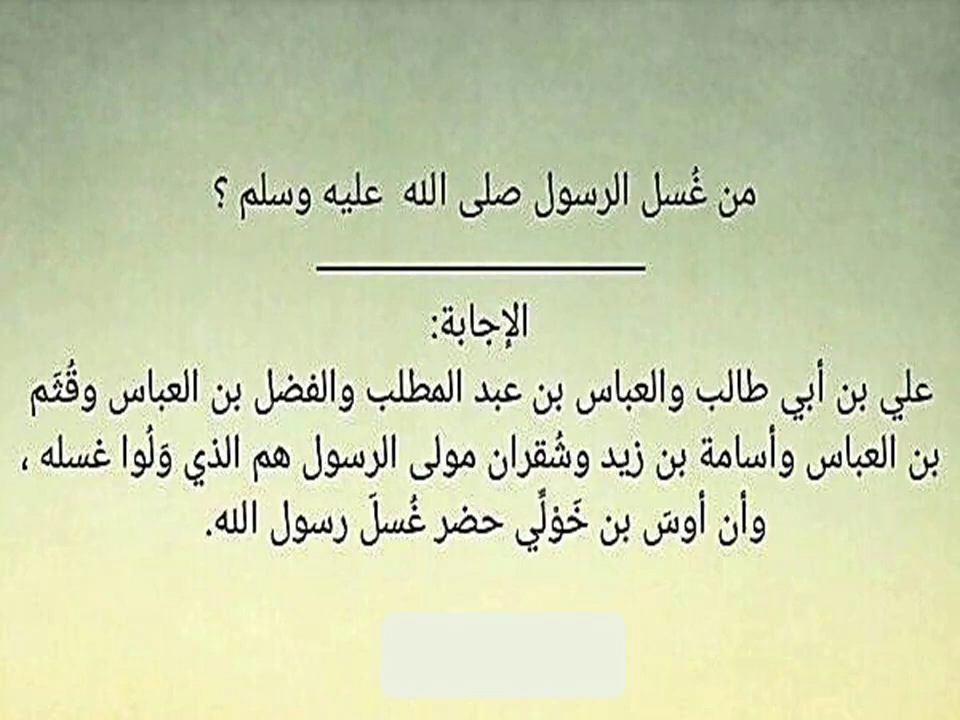 من غُسل الرسول صلى الله عليه وسلم ؟
الإجابة:
علي بن أبي طالب والعباس بن عبد المطلب والفضل بن العباس وقُثَم
بن العباس وأسامة بن زيد وشُقران مولى الرسول هم الذي وَلُوا غسله ،
وأن أوسَ بن خَوْلًي حضر غُسلَ رسول الله.